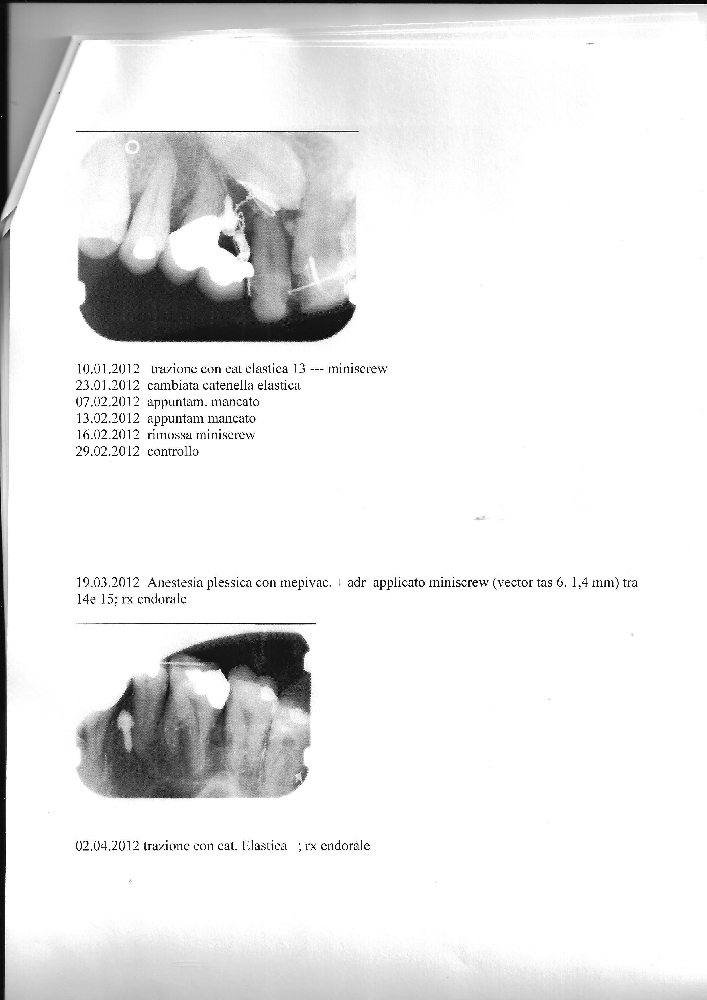 10.01.2012 trazione con cat elastica 13 --- miniscrew
23.01.2012 cambiata catenella elastica
07.02.2012 appuntam. mancato
13.02.2012 appuntam mancato
16.02.2012 rimossa miniscrew
29.02.2012 controllo
19.03.2012 Anestesia plessica con mepivac. + adr applicato miniscrew (vector tas 6. 1,4 mm) tra
14e 15; rx endorale
02.04.2012 trazione con cat. Elastica ; rx endorale